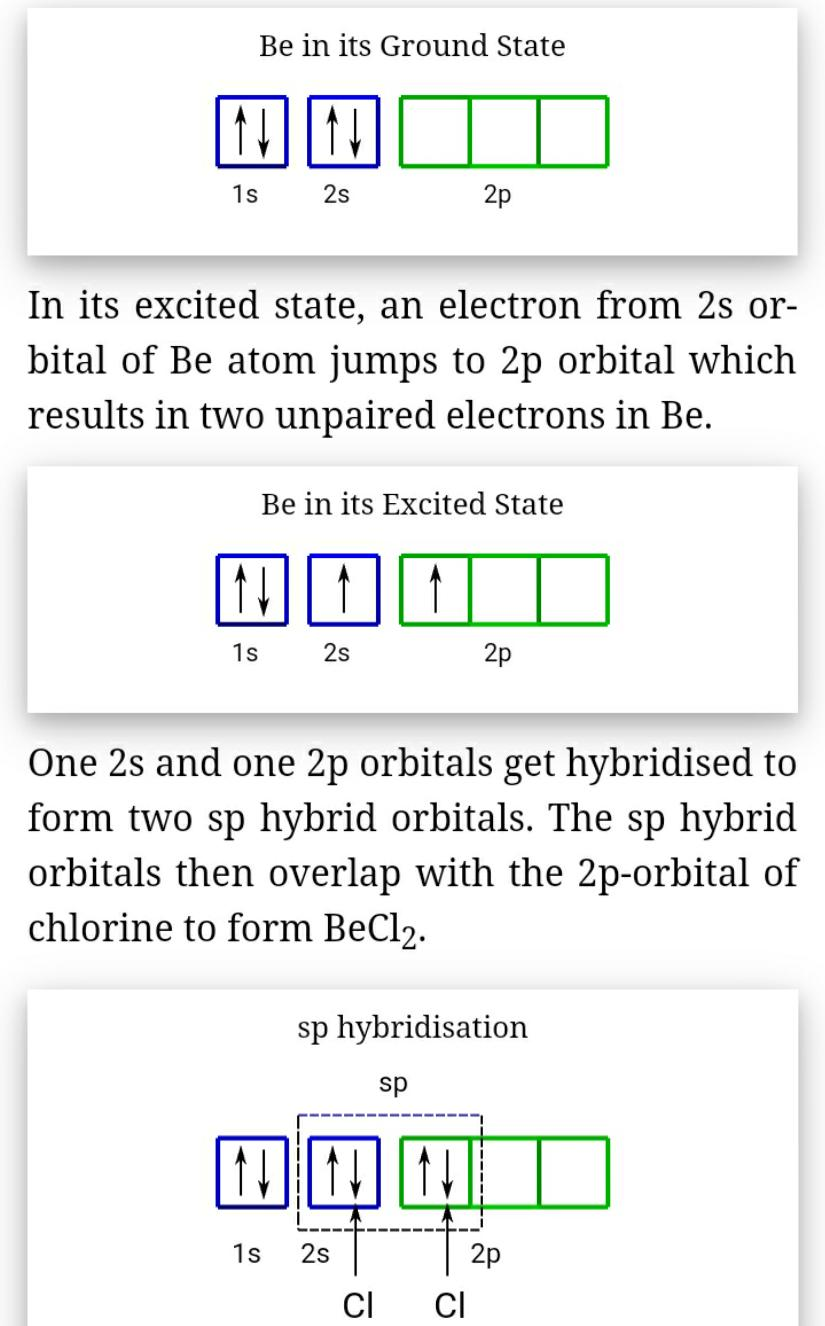 Be in its Ground State
1s 2s 2p
In its excited state, an electron from 2s or-
bital of Be atom jumps to 2p orbital which
results in two unpaired electrons in Be.
Be in its Excited State
1s 2s 2p
One 2s and one 2p orbitals get hybridised to
form two sp hybrid orbitals. The sp hybrid
orbitals then overlap with the 2p-orbital of
chlorine to form BeCl₂.
sp hybridisation
sp
1s 2s 2p
Cl Cl